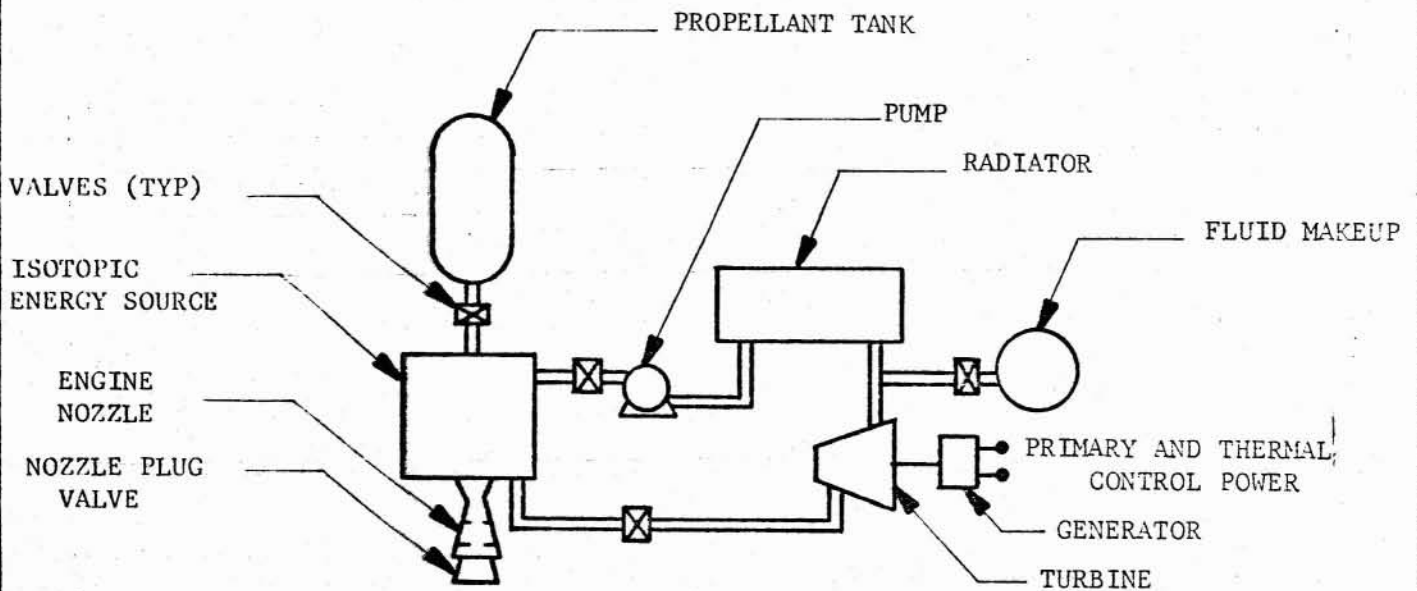 PROPELLANT TANK
PUMP
RADIATOR
VALVES (TYP)
FLUID MAKEUP
ISOTOPIC
ENERGY SOURCE
ENGINE
NOZZLE
NOZZLE PLUG
VALVE
PRIMARY AND THERMAL
CONTROL POWER
GENERATOR
TURBINE